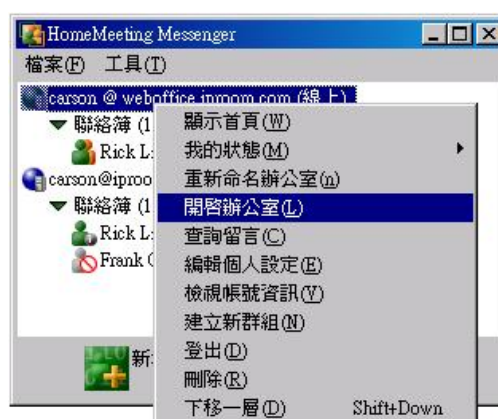 HomeMeeting Messenger
檔案(F) 工具(T)
carson @ weboffice.iproom.com (線上)
聯絡簿 (1
Rick L
carson@iproo
聯絡簿 (1
Rick L
Frank
新
顯示首頁(W)
我的狀態(M)
重新命名辦公室(n)
開啟辦公室(L)
查詢留言(C)
編輯個人設定(E)
檢視帳號資訊(V)
建立新群組(N)
登出(D)
刪除(R)
下移一層(D) Shift+Down